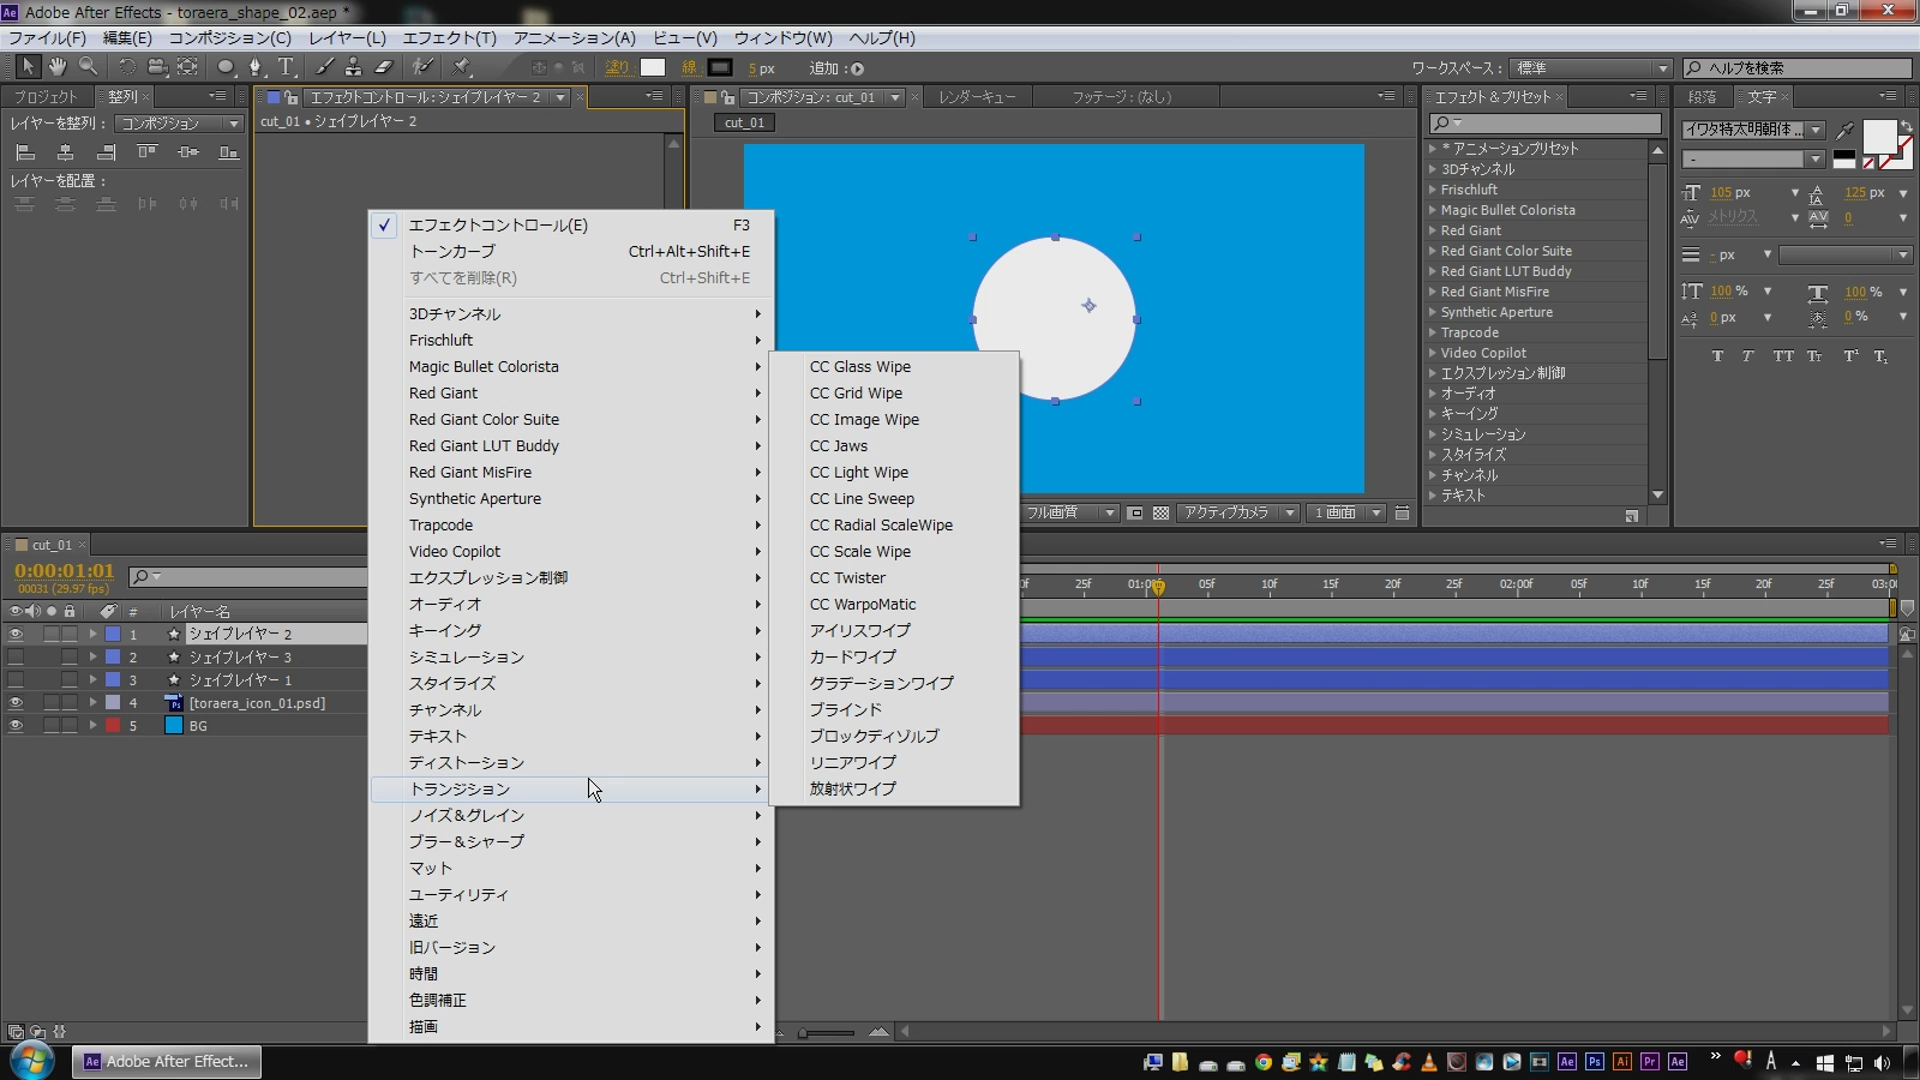 Adobe After Effects - toraera_shape_02.aep *
ファイル(F) 編集(E) コンポジション(C) レイヤー(L) エフェクト(T) アニメーション(A) ビュー(V) ウィンドウ(W) ヘルプ(H)
塗り 線 5 px 追加:
ワークスペース: 標準 ヘルプを検索
プロジェクト 整列
レイヤーを整列: コンポジション
レイヤーを配置:
エフェクトコントロール: シェイプレイヤー 2
cut_01 • シェイプレイヤー 2
コンポジション: cut_01 レンダーキュー フッテージ: (なし)
cut_01
フル画質 アクティブカメラ 1 画面
エフェクト&プリセット
* アニメーションプリセット
3Dチャンネル
Frischluft
Magic Bullet Colorista
Red Giant
Red Giant Color Suite
Red Giant LUT Buddy
Red Giant MisFire
Synthetic Aperture
Trapcode
Video Copilot
エクスプレッション制御
オーディオ
キーイング
シミュレーション
スタイライズ
チャンネル
テキスト
段落 文字
イワタ特太明朝体 ...
-
105 px 125 px
メトリクス 0
- px
100 % 100 %
0 px 0 %
T T TT Tт T¹ T,
エフェクトコントロール(E) F3
トーンカーブ Ctrl+Alt+Shift+E
すべてを削除(R) Ctrl+Shift+E
3Dチャンネル
Frischluft
Magic Bullet Colorista
Red Giant
Red Giant Color Suite
Red Giant LUT Buddy
Red Giant MisFire
Synthetic Aperture
Trapcode
Video Copilot
エクスプレッション制御
オーディオ
キーイング
シミュレーション
スタイライズ
チャンネル
テキスト
ディストーション
トランジション
ノイズ&グレイン
ブラー&シャープ
マット
ユーティリティ
遠近
旧バージョン
時間
色調補正
描画
CC Glass Wipe
CC Grid Wipe
CC Image Wipe
CC Jaws
CC Light Wipe
CC Line Sweep
CC Radial ScaleWipe
CC Scale Wipe
CC Twister
CC WarpoMatic
アイリスワイプ
カードワイプ
グラデーションワイプ
ブラインド
ブロックディゾルブ
リニアワイプ
放射状ワイプ
cut_01
0:00:01:01
00031 (29.97 fps)
# レイヤー名
1 シェイプレイヤー 2
2 シェイプレイヤー 3
3 シェイプレイヤー 1
4 [toraera_icon_01.psd]
5 BG
25f 01:00f 05f 10f 15f 20f 25f 02:00f 05f 10f 15f 20f 25f 03:0
Adobe After Effect...